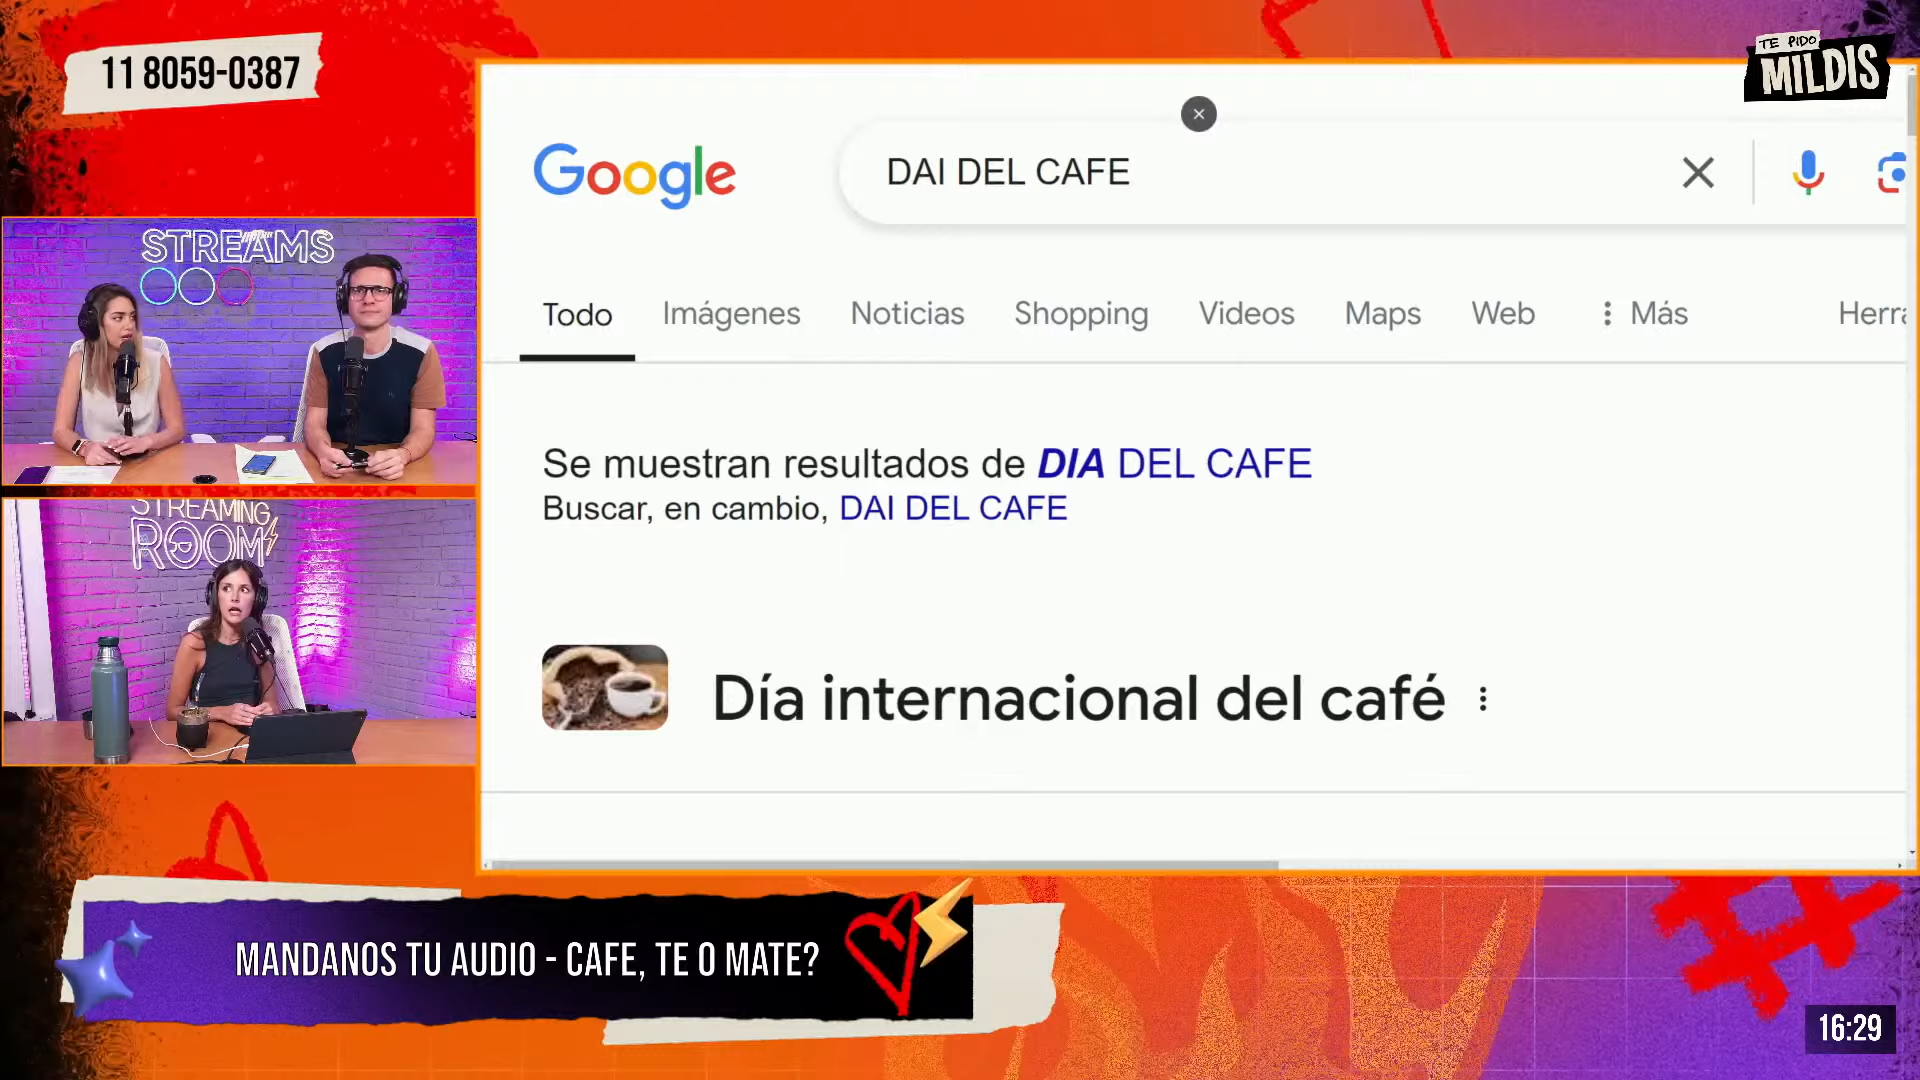 11 8059-0387
TE PIDO
MILDIS
STREAMS
STREAMING
ROOM
Google
DAI DEL CAFE
Todo
Imágenes
Noticias
Shopping
Videos
Maps
Web
Más
Herra
Se muestran resultados de DIA DEL CAFE
Buscar, en cambio, DAI DEL CAFE
Día internacional del café
MANDANOS TU AUDIO - CAFE, TE O MATE?
16:29